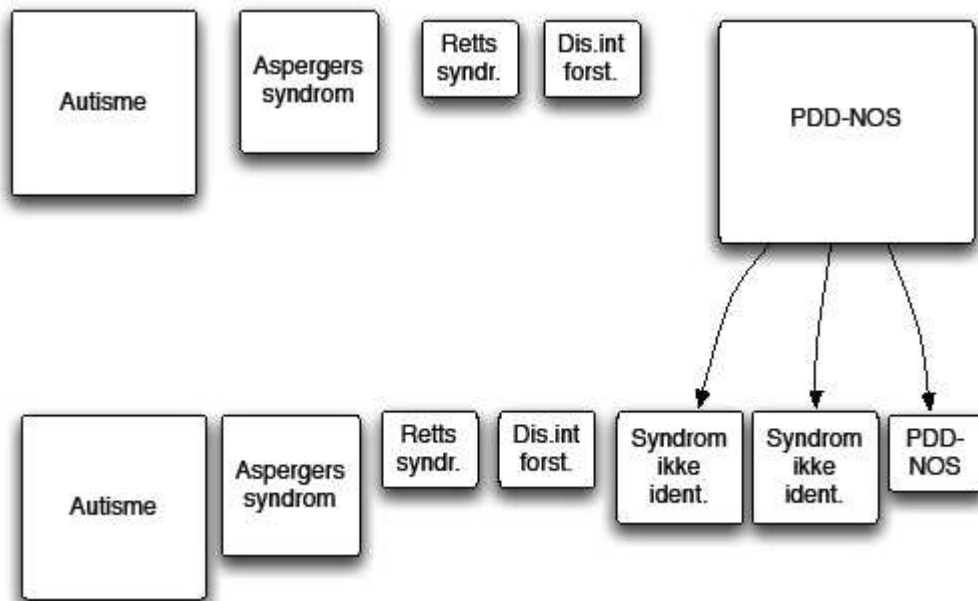 Autisme
Aspergers
syndrom
Retts
syndr.
Dis.int
forst.
PDD-NOS
Autisme
Aspergers
syndrom
Retts
syndr.
Dis.int
forst.
Syndrom
ikke
ident.
Syndrom
ikke
ident.
PDD-
NOS